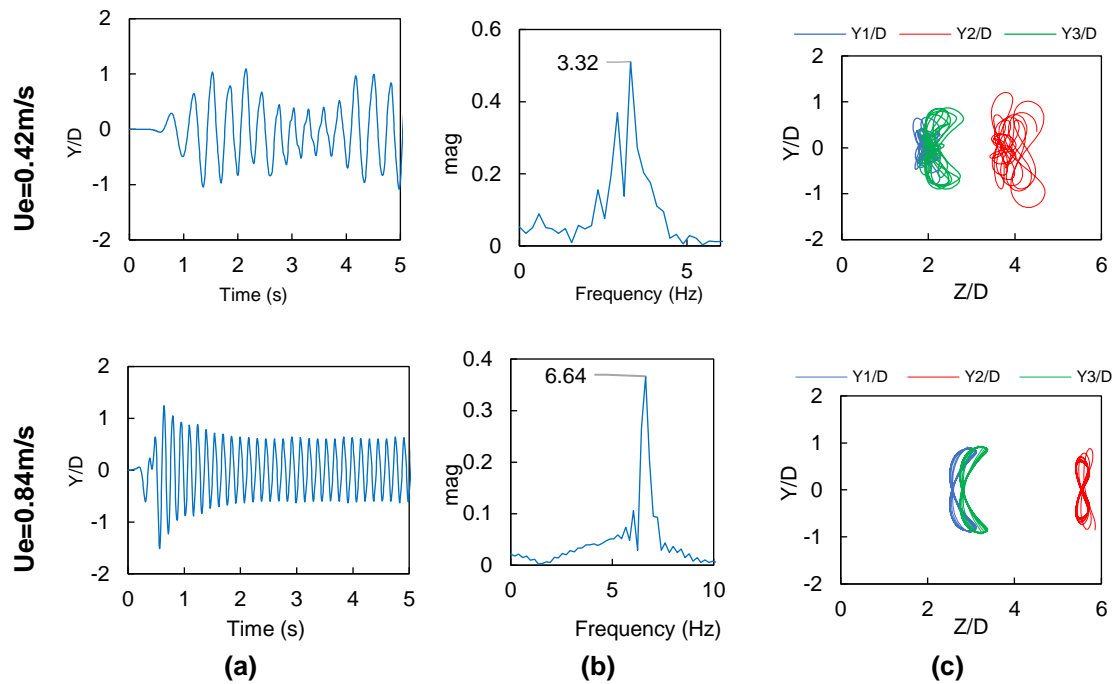 Ue=0.42m/s
2
1
0
-1
-2
Y/D
0 1 2 3 4 5
Time (s)
0.6
0.4
0.2
0
mag
3.32
0 5
Frequency (Hz)
Y1/D Y2/D Y3/D
2
1
0
-1
-2
Y/D
0 2 4 6
Z/D
Ue=0.84m/s
2
1
0
-1
-2
Y/D
0 1 2 3 4 5
Time (s)
0.4
0.3
0.2
0.1
0
mag
6.64
0 5 10
Frequency (Hz)
Y1/D Y2/D Y3/D
2
1
0
-1
-2
Y/D
0 2 4 6
Z/D
(a) (b) (c)